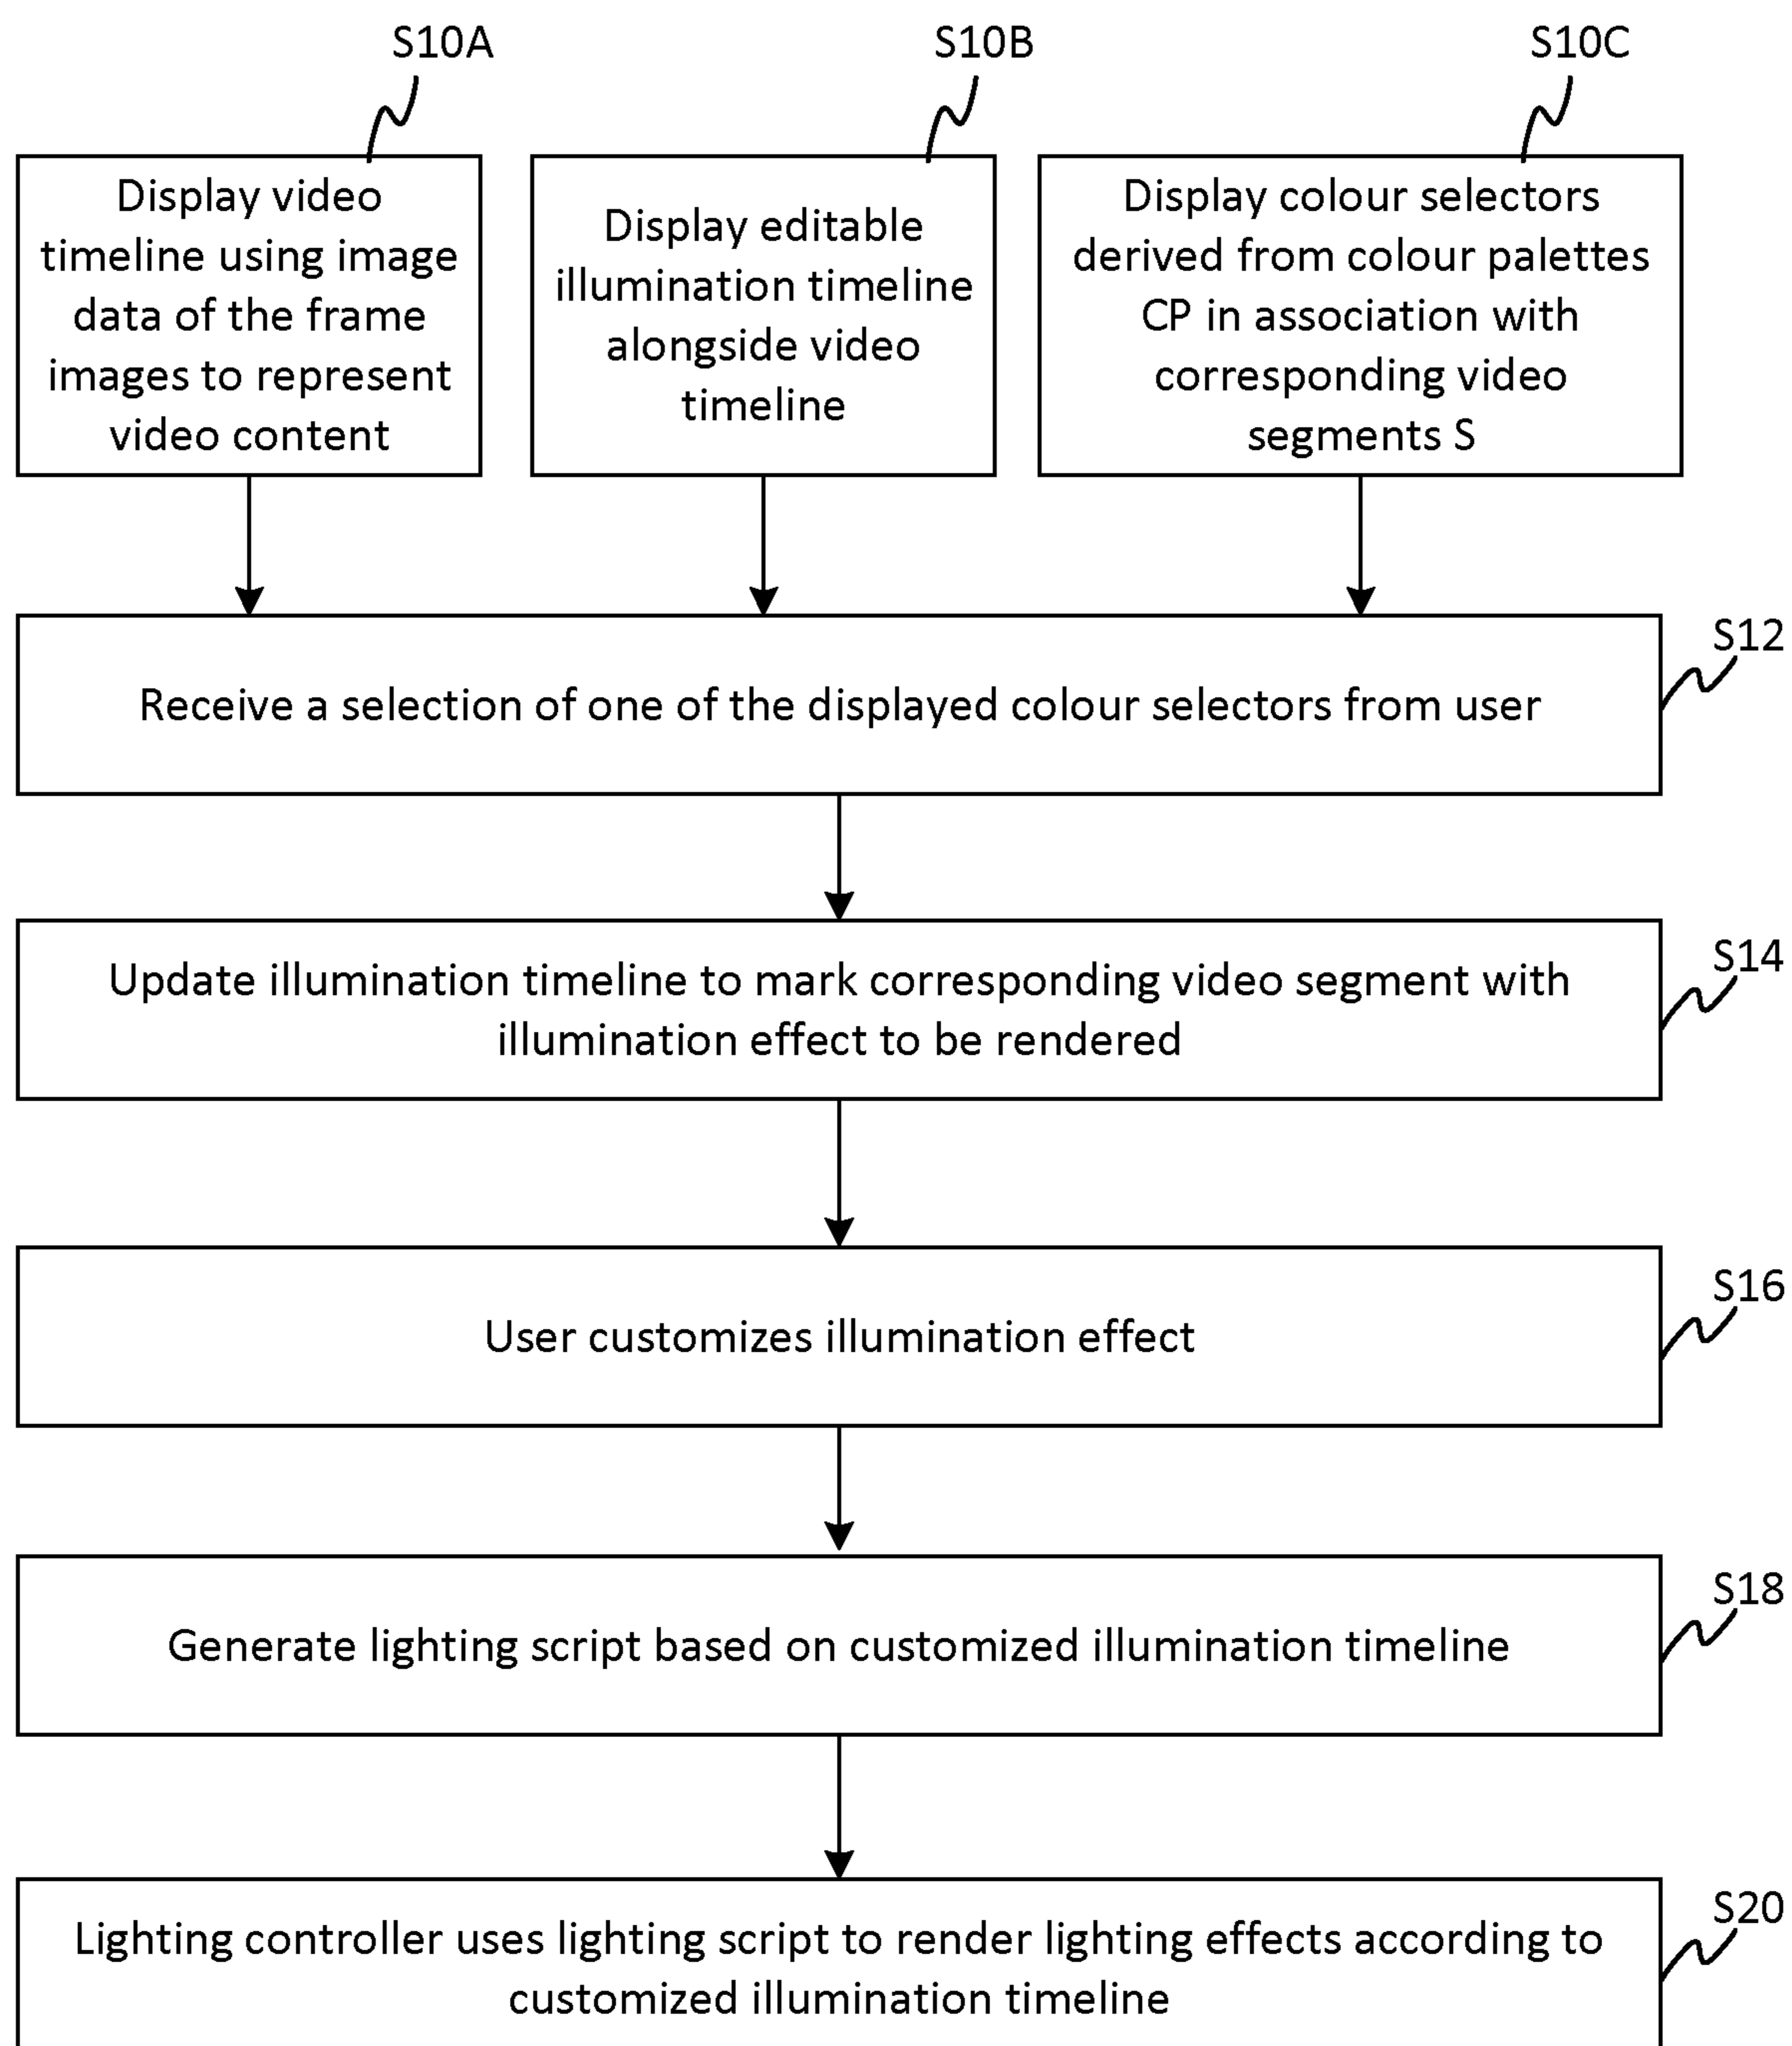 S10A
S10B
S10C
Display video
timeline using image
data of the frame
images to represent
video content
Display editable
illumination timeline
alongside video
timeline
Display colour selectors
derived from colour palettes
CP in association with
corresponding video
segments S
S12
Receive a selection of one of the displayed colour selectors from user
S14
Update illumination timeline to mark corresponding video segment with
illumination effect to be rendered
S16
User customizes illumination effect
S18
Generate lighting script based on customized illumination timeline
S20
Lighting controller uses lighting script to render lighting effects according to
customized illumination timeline